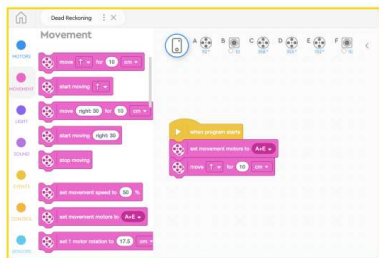 Dead Reckoning
A B C D E F
MOTORS
MOVEMENT
LIGHT
SOUND
EVENTS
CONTROL
SENSORS
Movement
move ↑ for 10 cm
start moving ↑
move right: 30 for 10 cm
start moving right: 30
stop moving
set movement speed to 50 %
set movement motors to A+E
set 1 motor rotation to 17.5 cm
when program starts
set movement motors to A+E
move ↑ for 10 cm